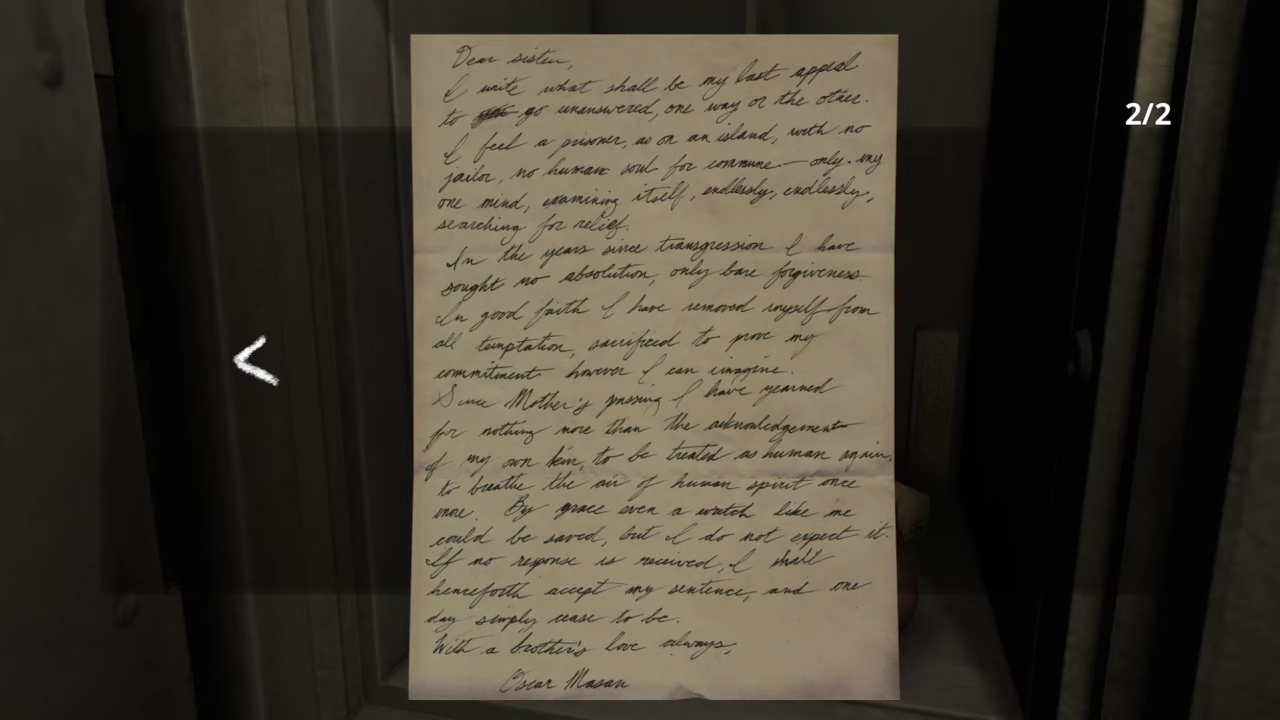 Dear sister,
I write what shall be my last appeal
to go unanswered, one way or the other.
I feel a prisoner, as on an island, with no
jailor, no human soul for commune — only my
one mind, examining itself, endlessly, endlessly,
searching for relief.
In the years since transgression I have
sought no absolution, only bare forgiveness.
In good faith I have removed myself from
all temptation, sacrificed to prove my
commitment however I can imagine.
Since Mother's passing I have yearned
for nothing more than the acknowledgement
of my own kin, to be treated as human again,
to breathe the air of human spirit once
more. By grace even a wretch like me
could be saved, but I do not expect it.
If no response is received, I shall
henceforth accept my sentence, and one
day simply cease to be.
With a brother's love always,
Oscar Mason
2/2